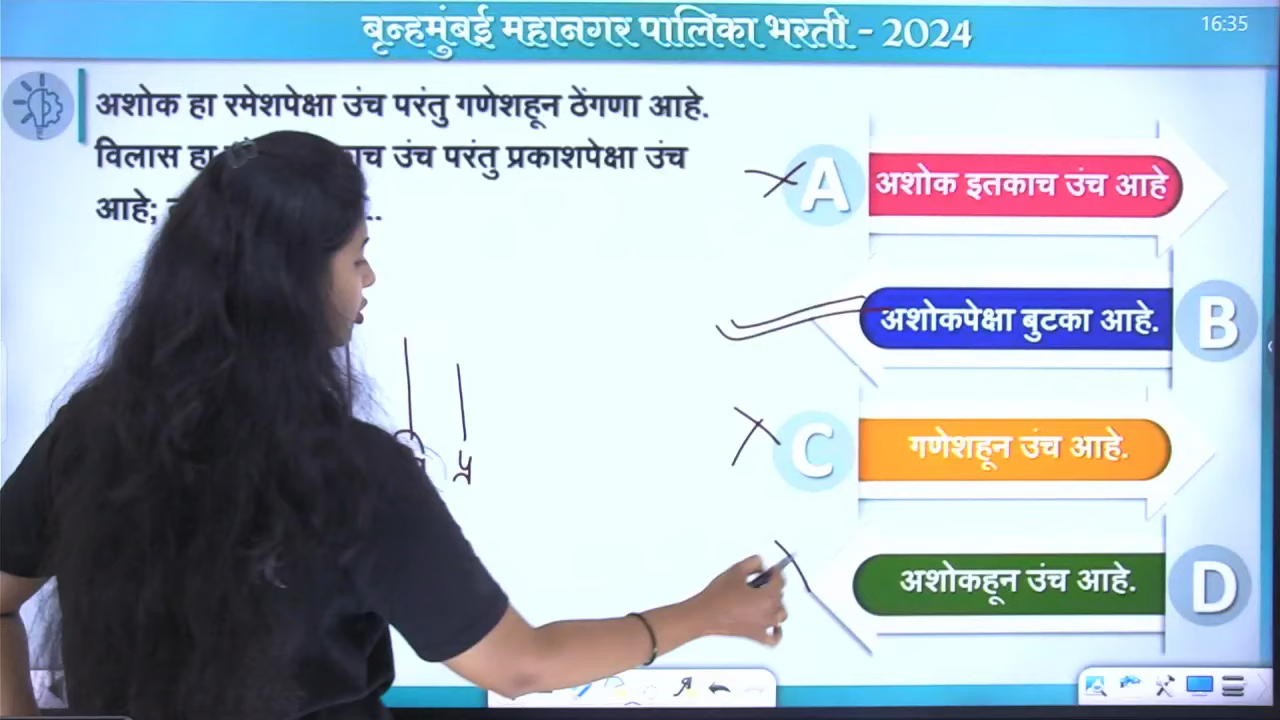 बृन्हमुंबई महानगर पालिका भरती - 2024
16:35
अशोक हा रमेशपेक्षा उंच परंतु गणेशहून ठेंगणा आहे.
विलास हा उंच परंतु प्रकाशपेक्षा उंच
आहे; ..
A अशोक इतकाच उंच आहे
अशोकपेक्षा बुटका आहे. B
C गणेशहून उंच आहे.
अशोकहून उंच आहे. D
प्र